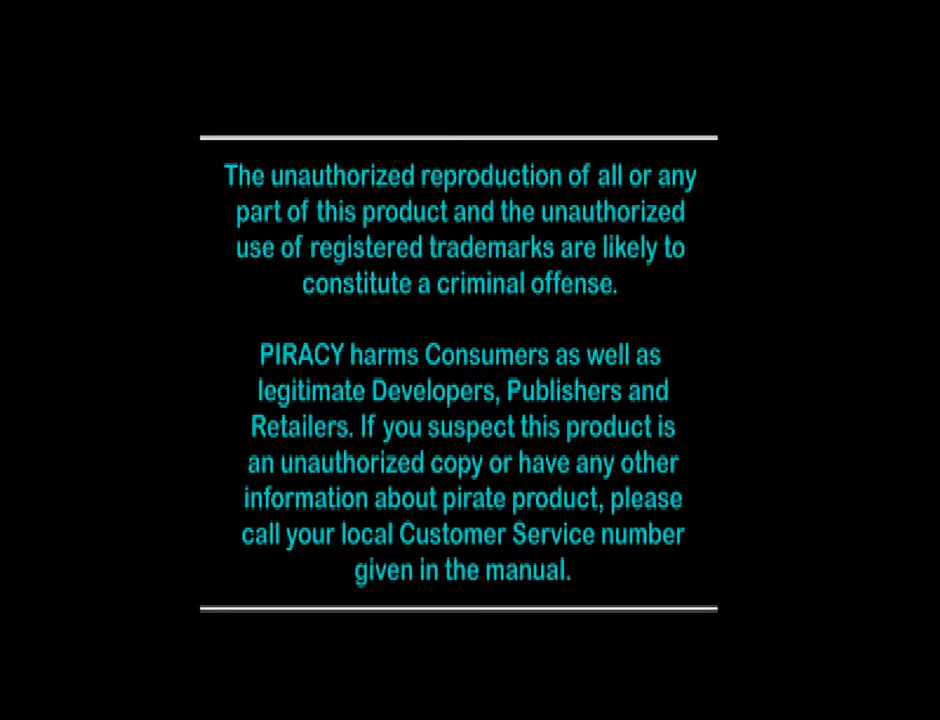 The unauthorized reproduction of all or any
part of this product and the unauthorized
use of registered trademarks are likely to
constitute a criminal offense.
PIRACY harms Consumers as well as
legitimate Developers, Publishers and
Retailers. If you suspect this product is
an unauthorized copy or have any other
information about pirate product, please
call your local Customer Service number
given in the manual.